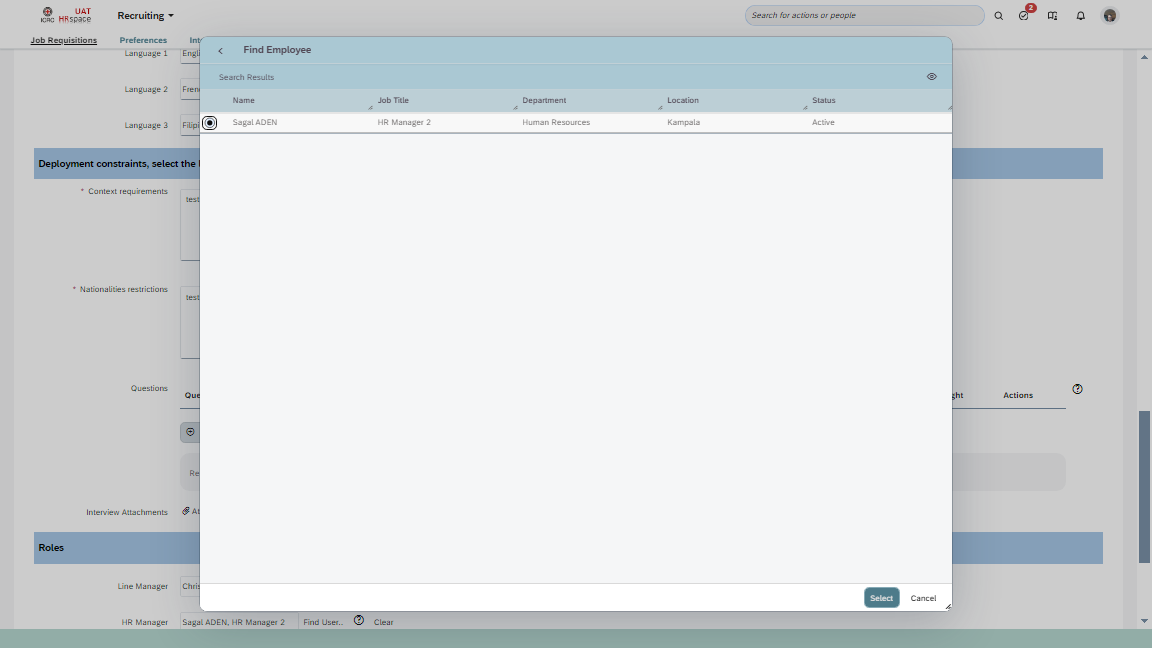 ICRC
UAT
HRspace
Recruiting
Search for actions or people
2
Job Requisitions
Preferences
Int
Language 1
Engli
Find Employee
Search Results
Language 2
Fren
Name
Job Title
Department
Location
Status
Language 3
Filipi
Sagal ADEN
HR Manager 2
Human Resources
Kampala
Active
Deployment constraints, select the
* Context requirements
test
* Nationalities restrictions
test
Questions
Que
ght
Actions
Re
Interview Attachments
At
Roles
Line Manager
Chris
Select
Cancel
HR Manager
Sagal ADEN, HR Manager 2
Find User..
Clear